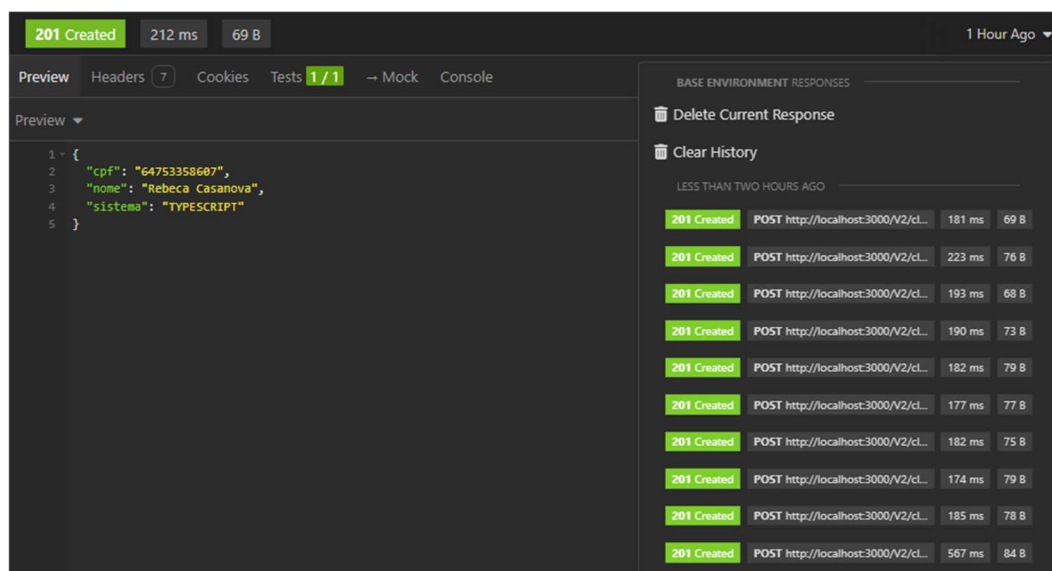 201 Created 212 ms 69 B 1 Hour Ago
Preview Headers 7 Cookies Tests 1 / 1 → Mock Console
Preview
1 {
2 "cpf": "64753358607",
3 "nome": "Rebeca Casanova",
4 "sistema": "TYPESCRIPT"
5 }
BASE ENVIRONMENT RESPONSES
Delete Current Response
Clear History
LESS THAN TWO HOURS AGO
201 Created POST http://localhost:3000/V2/cl... 181 ms 69 B
201 Created POST http://localhost:3000/V2/cl... 223 ms 76 B
201 Created POST http://localhost:3000/V2/cl... 193 ms 68 B
201 Created POST http://localhost:3000/V2/cl... 190 ms 73 B
201 Created POST http://localhost:3000/V2/cl... 182 ms 79 B
201 Created POST http://localhost:3000/V2/cl... 177 ms 77 B
201 Created POST http://localhost:3000/V2/cl... 182 ms 75 B
201 Created POST http://localhost:3000/V2/cl... 174 ms 79 B
201 Created POST http://localhost:3000/V2/cl... 185 ms 78 B
201 Created POST http://localhost:3000/V2/cl... 567 ms 84 B